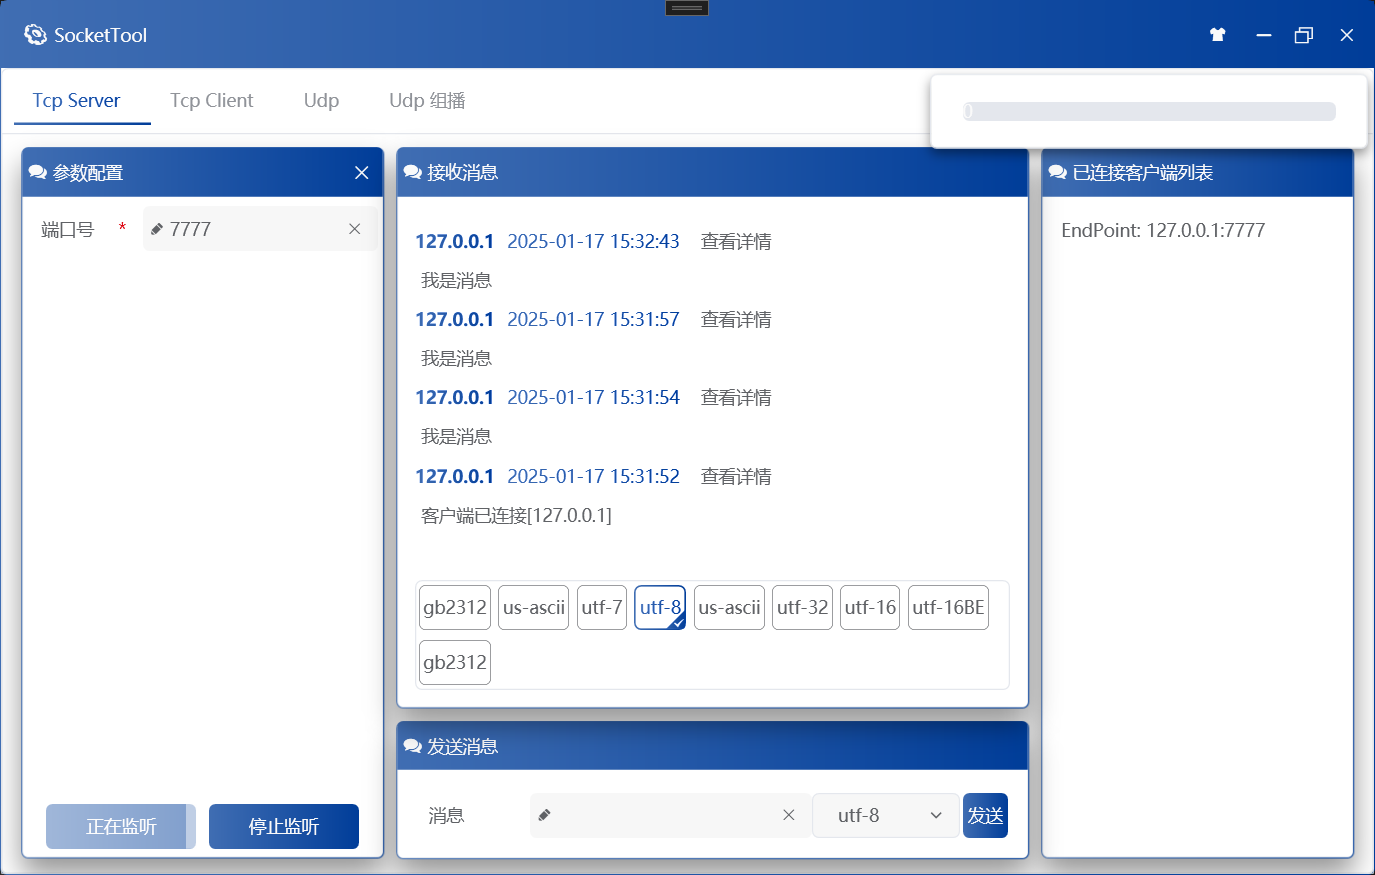 SocketTool
Tcp Server
Tcp Client
Udp
Udp 组播
0
参数配置
端口号 * 7777
正在监听
停止监听
接收消息
127.0.0.1 2025-01-17 15:32:43 查看详情
我是消息
127.0.0.1 2025-01-17 15:31:57 查看详情
我是消息
127.0.0.1 2025-01-17 15:31:54 查看详情
我是消息
127.0.0.1 2025-01-17 15:31:52 查看详情
客户端已连接[127.0.0.1]
gb2312 us-ascii utf-7 utf-8 us-ascii utf-32 utf-16 utf-16BE
gb2312
发送消息
消息 utf-8 发送
已连接客户端列表
EndPoint: 127.0.0.1:7777